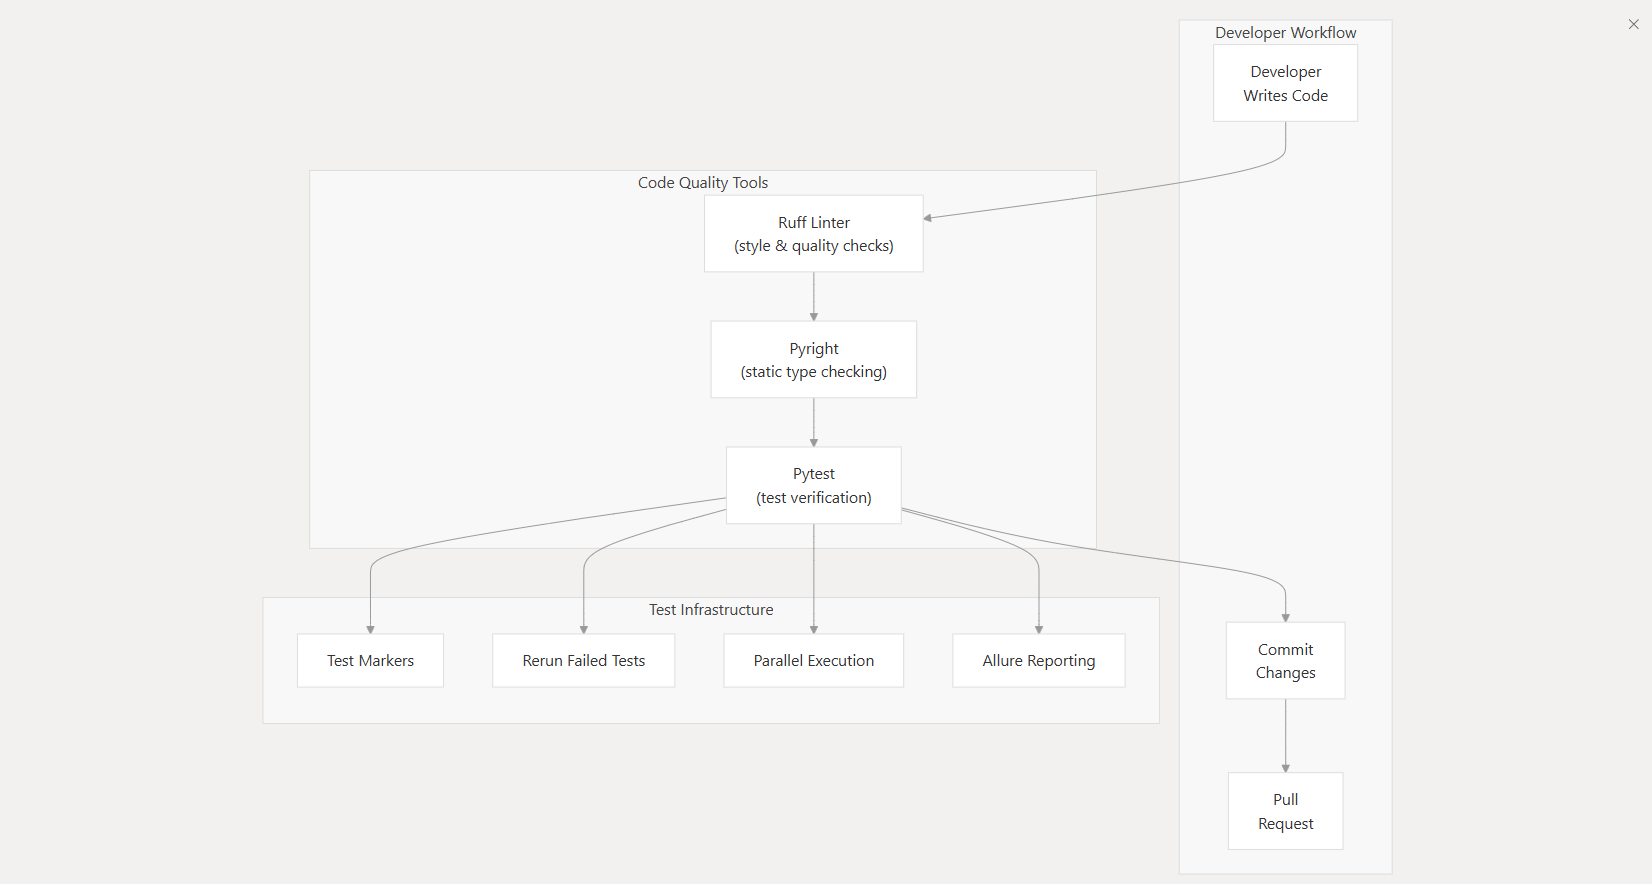 Developer Workflow
Developer
Writes Code
Code Quality Tools
Ruff Linter
(style & quality checks)
Pyright
(static type checking)
Pytest
(test verification)
Test Infrastructure
Test Markers
Rerun Failed Tests
Parallel Execution
Allure Reporting
Commit
Changes
Pull
Request